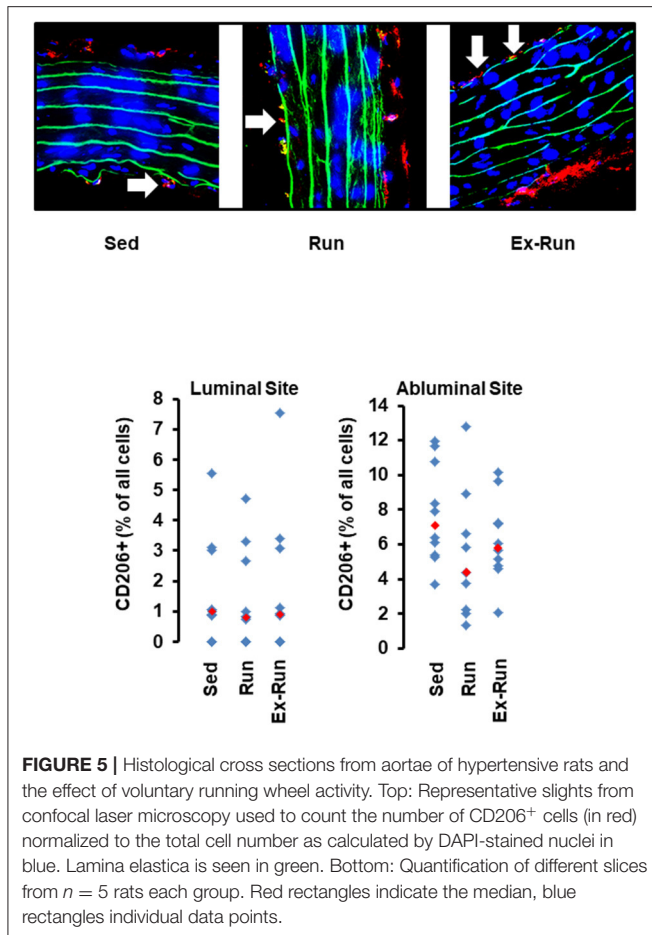 Sed Run Ex-Run
Luminal Site
CD206+ (% of all cells)
8
7
6
5
4
3
2
1
0
Sed
Run
Ex-Run
Abluminal Site
CD206+ (% of all cells)
14
12
10
8
6
4
2
0
Sed
Run
Ex-Run
FIGURE 5 | Histological cross sections from aortae of hypertensive rats and
the effect of voluntary running wheel activity. Top: Representative slights from
confocal laser microscopy used to count the number of CD206⁺ cells (in red)
normalized to the total cell number as calculated by DAPI-stained nuclei in
blue. Lamina elastica is seen in green. Bottom: Quantification of different slices
from n = 5 rats each group. Red rectangles indicate the median, blue
rectangles individual data points.